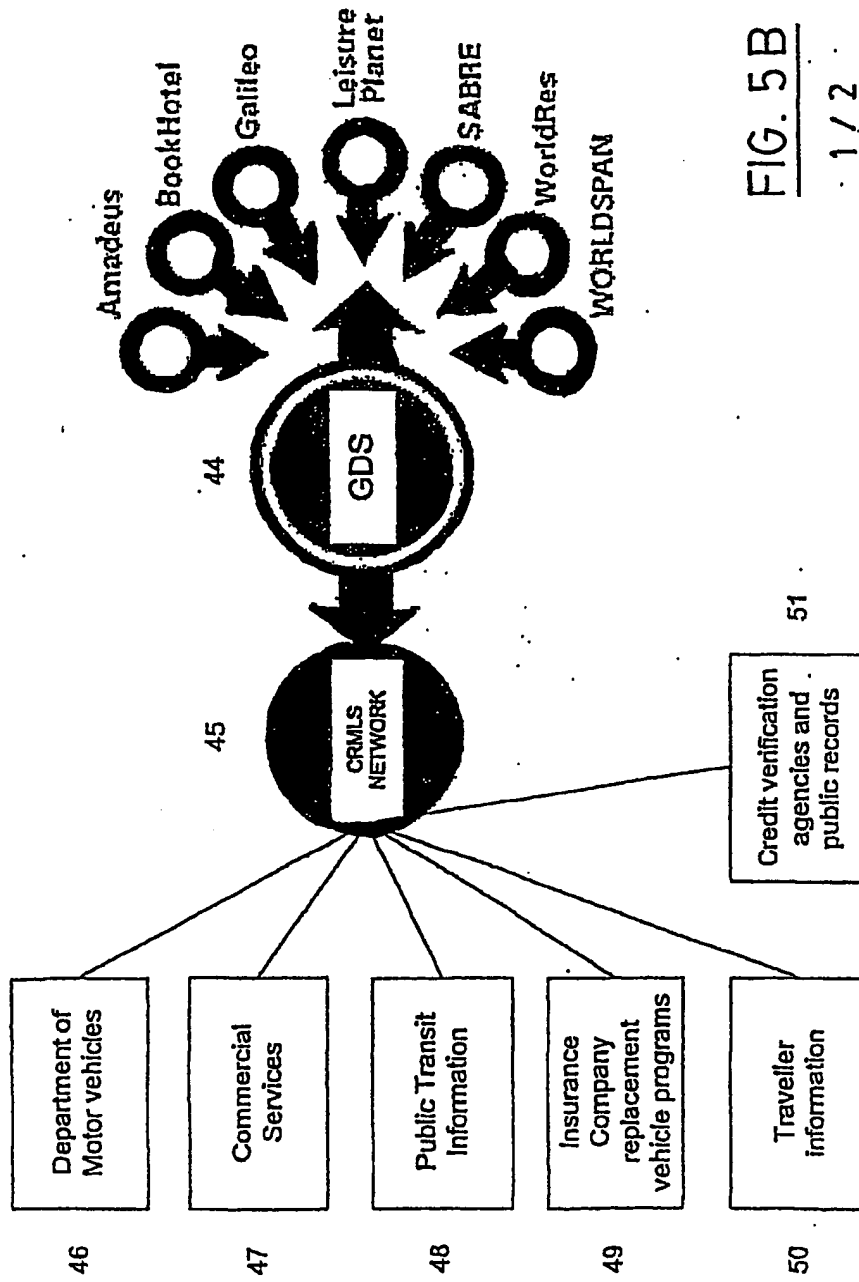 46
Department of
Motor vehicles
47
Commercial
Services
48
Public Transit
Information
49
Insurance
Company
replacement
vehicle programs
50
Traveller
information
45
CRMLS
NETWORK
51
Credit verification
agencies and
public records
44
GDS
Amadeus
BookHotel
Galileo
Leisure
Planet
SABRE
WorldRes
WORLDSPAN
FIG. 5B
1 / 2